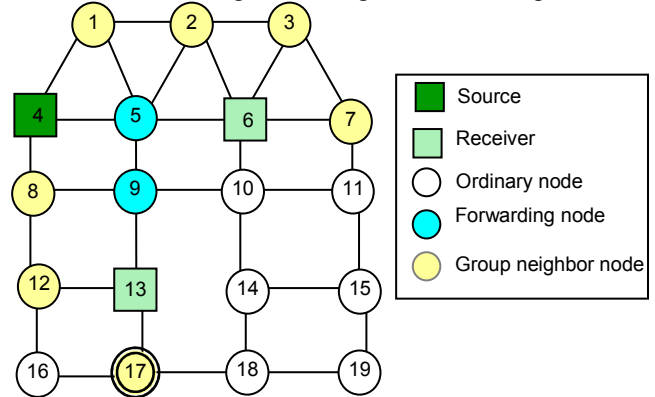 1 2 3
4 5 6 7
8 9 10 11
12 13 14 15
16 17 18 19
Source
Receiver
Ordinary node
Forwarding node
Group neighbor node